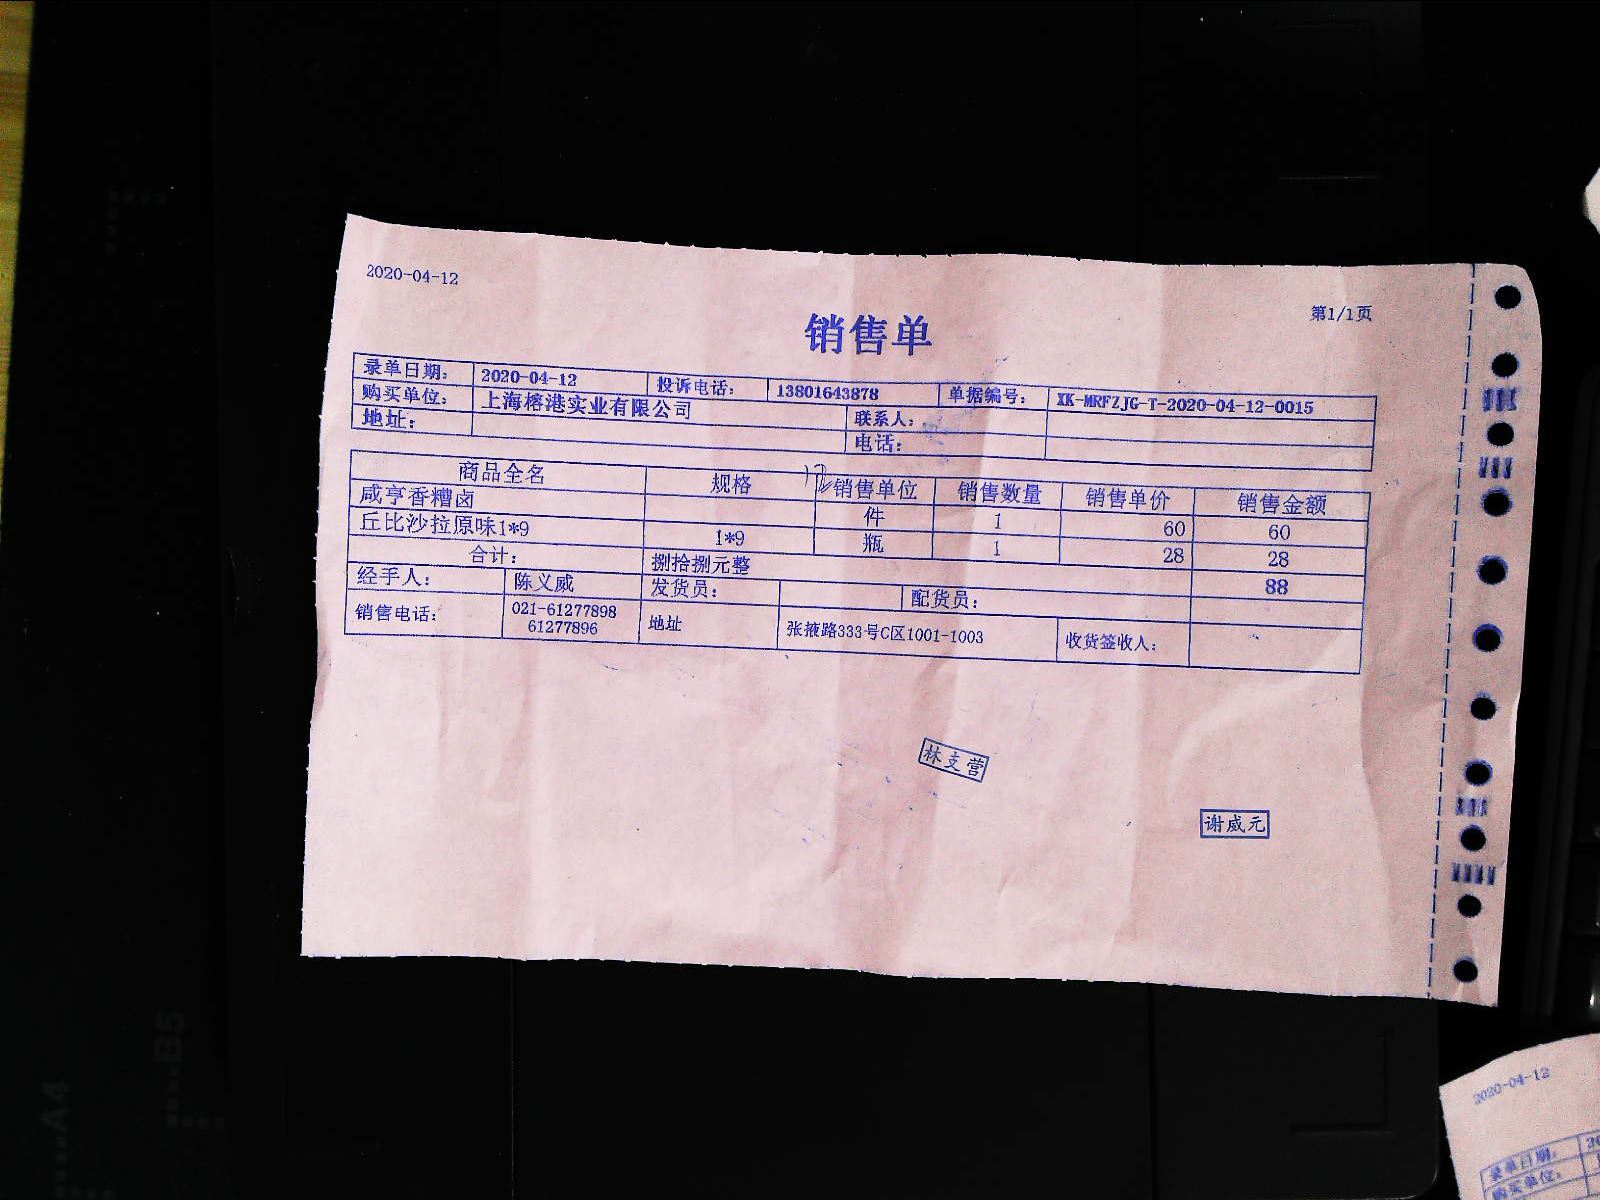 2020-04-12
第1/1页
销售单
录单日期： 2020-04-12 投诉电话： 13801643878 单据编号： XK-MRFZJG-T-2020-04-12-0015
购买单位： 上海榕港实业有限公司 联系人：
地址： 电话：
商品全名 规格 销售单位 销售数量 销售单价 销售金额
咸亨香糟卤 件 1 60 60
丘比沙拉原味1*9 1*9 瓶 1 28 28
合计： 捌拾捌元整 88
经手人： 陈义威 发货员： 配货员：
销售电话： 021-61277898 61277896 地址 张掖路333号C区1001-1003 收货签收人：
林支营
谢威元
A4
B5
2020-04-12
录单日期： 20
购买单位：